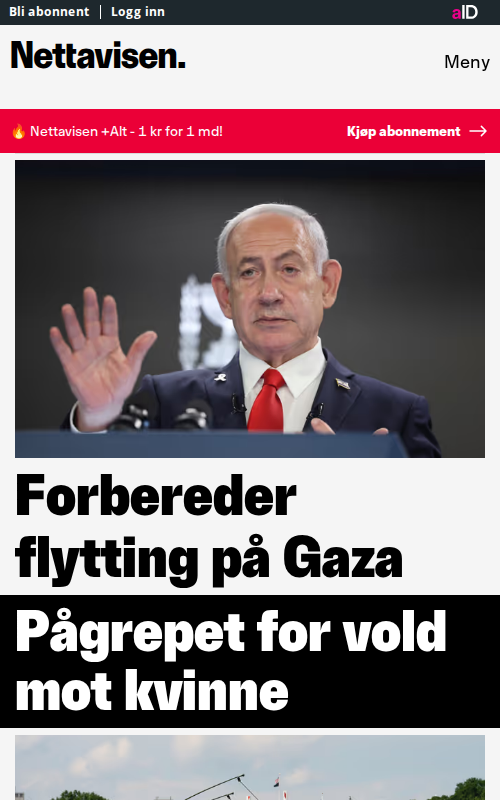 Bli abonnent | Logg inn
aID
Nettavisen.
Meny
🔥 Nettavisen +Alt - 1 kr for 1 md!
Kjøp abonnement →
Forbereder
flytting på Gaza
Pågrepet for vold
mot kvinne